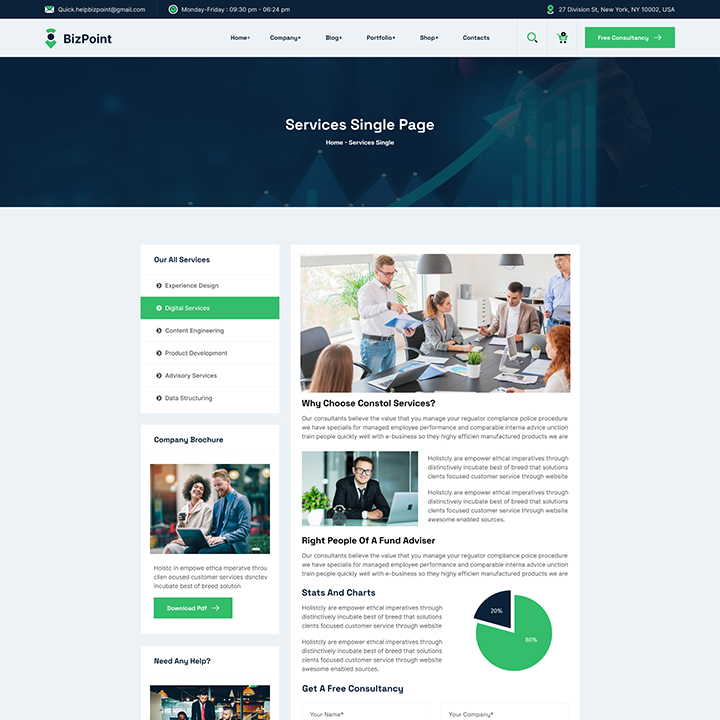 Quick.helpbizpoint@gmail.com
Monday-Friday : 09:30 pm - 06:24 pm
27 Division St, New York, NY 10002, USA
BizPoint
Home+
Company+
Blog+
Portfolio+
Shop+
Contacts
0
Free Consultancy
Services Single Page
Home - Services Single
Our All Services
Experience Design
Digital Services
Content Engineering
Product Development
Advisory Services
Data Structuring
Company Brochure
Holstc in empowe ethca mperatve throu
clien ocused customer services dsnctev
incubate best of breed soluton
Download Pdf
Need Any Help?
Why Choose Constol Services?
Our consultants believe the value that you manage your reguator complance police procedure
we have specialis for managed employee performance and comparable interna advice unction
train people quickly well with e-business so they highy efficien manufactured products we are
Holistcly are empower ethcal imperatives through
distinctively incubate best of breed that solutions
clents focused customer service through website
Holistcly are empower ethcal imperatives through
distinctively incubate best of breed that solutions
clents focused customer service through website
awesome enabled sources.
Right People Of A Fund Adviser
Our consultants believe the value that you manage your reguator compliance poice procedure
we have specialis for managed employee performance and comparable interna advice unction
train people quickly well with e-business so they highy efficien manufactured products we are
Stats And Charts
Holistcly are empower ethcal imperatives through
distinctively incubate best of breed that solutions
clents focused customer service through website
Holistcly are empower ethcal imperatives through
distinctively incubate best of breed that solutions
clents focused customer service through website
awesome enabled sources.
20%
80%
Get A Free Consultancy
Your Name*
Your Company*